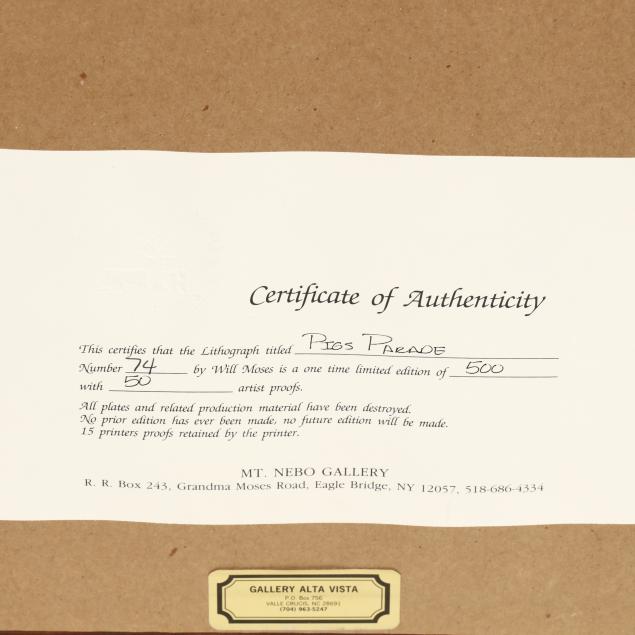 Certificate of Authenticity
This certifies that the Lithograph titled PIGS PARADE
Number 74 by Will Moses is a one time limited edition of 500
with 50 artist proofs.
All plates and related production material have been destroyed.
No prior edition has ever been made, no future edition will be made.
15 printers proofs retained by the printer.
MT. NEBO GALLERY
R. R. Box 243, Grandma Moses Road, Eagle Bridge, NY 12057, 518-686-4334
GALLERY ALTA VISTA
P.O. Box 756
VALLE CRUCIS, NC 28691
(704) 963-5247